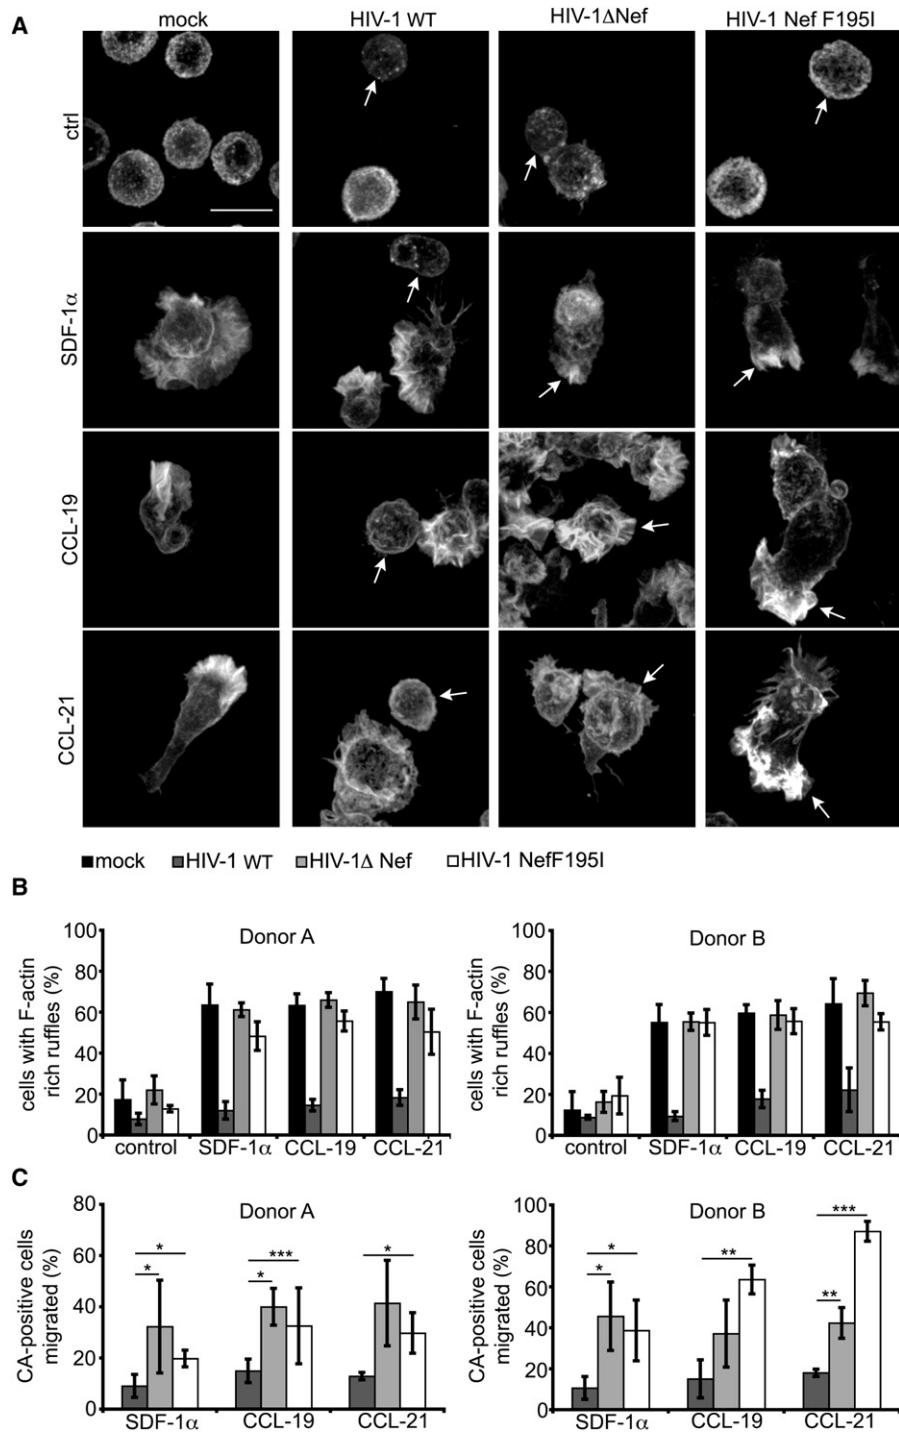 A
mock
HIV-1 WT
HIV-1ΔNef
HIV-1 Nef F195I
ctrl
SDF-1α
CCL-19
CCL-21
mock
HIV-1 WT
HIV-1Δ Nef
HIV-1 NefF195I
B
Donor A
cells with F-actin
rich ruffles (%)
100
80
60
40
20
0
control
SDF-1α
CCL-19
CCL-21
Donor B
cells with F-actin
rich ruffles (%)
100
80
60
40
20
0
control
SDF-1α
CCL-19
CCL-21
C
Donor A
CA-positive cells
migrated (%)
80
60
40
20
0
*
*
***
*
*
SDF-1α
CCL-19
CCL-21
Donor B
CA-positive cells
migrated (%)
100
80
60
40
20
0
*
*
**
***
**
SDF-1α
CCL-19
CCL-21